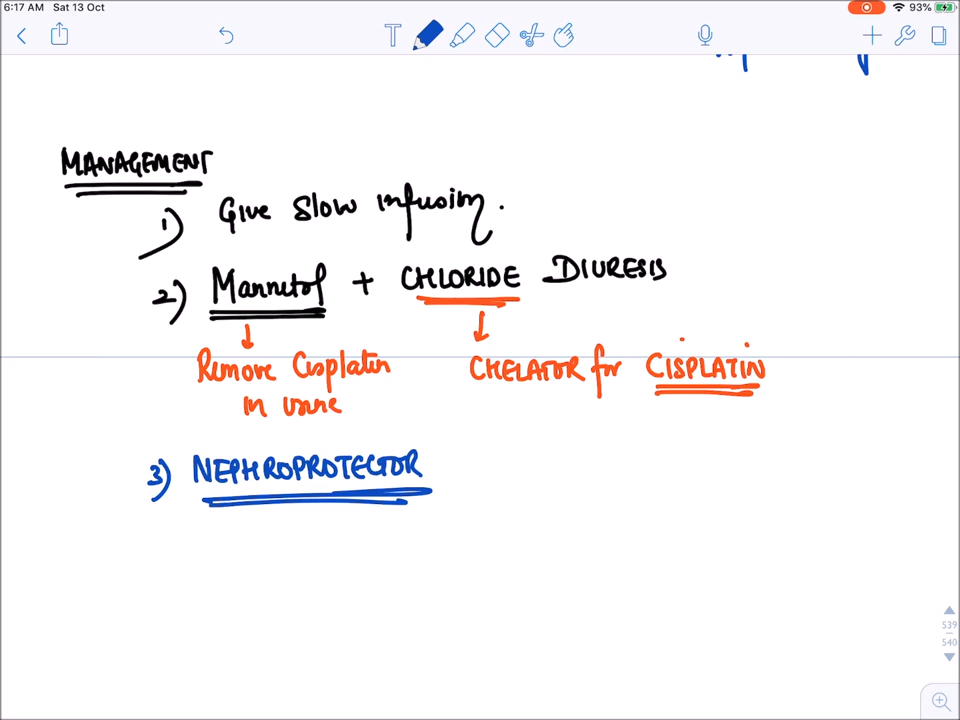 6:17 AM Sat 13 Oct 93%
T
MANAGEMENT
1) Give Slow infusion.
2) Mannitol + CHLORIDE DIURESIS
Remove Cisplatin CHELATOR for CISPLATIN
in urine
3) NEPHROPROTECTOR
539
540